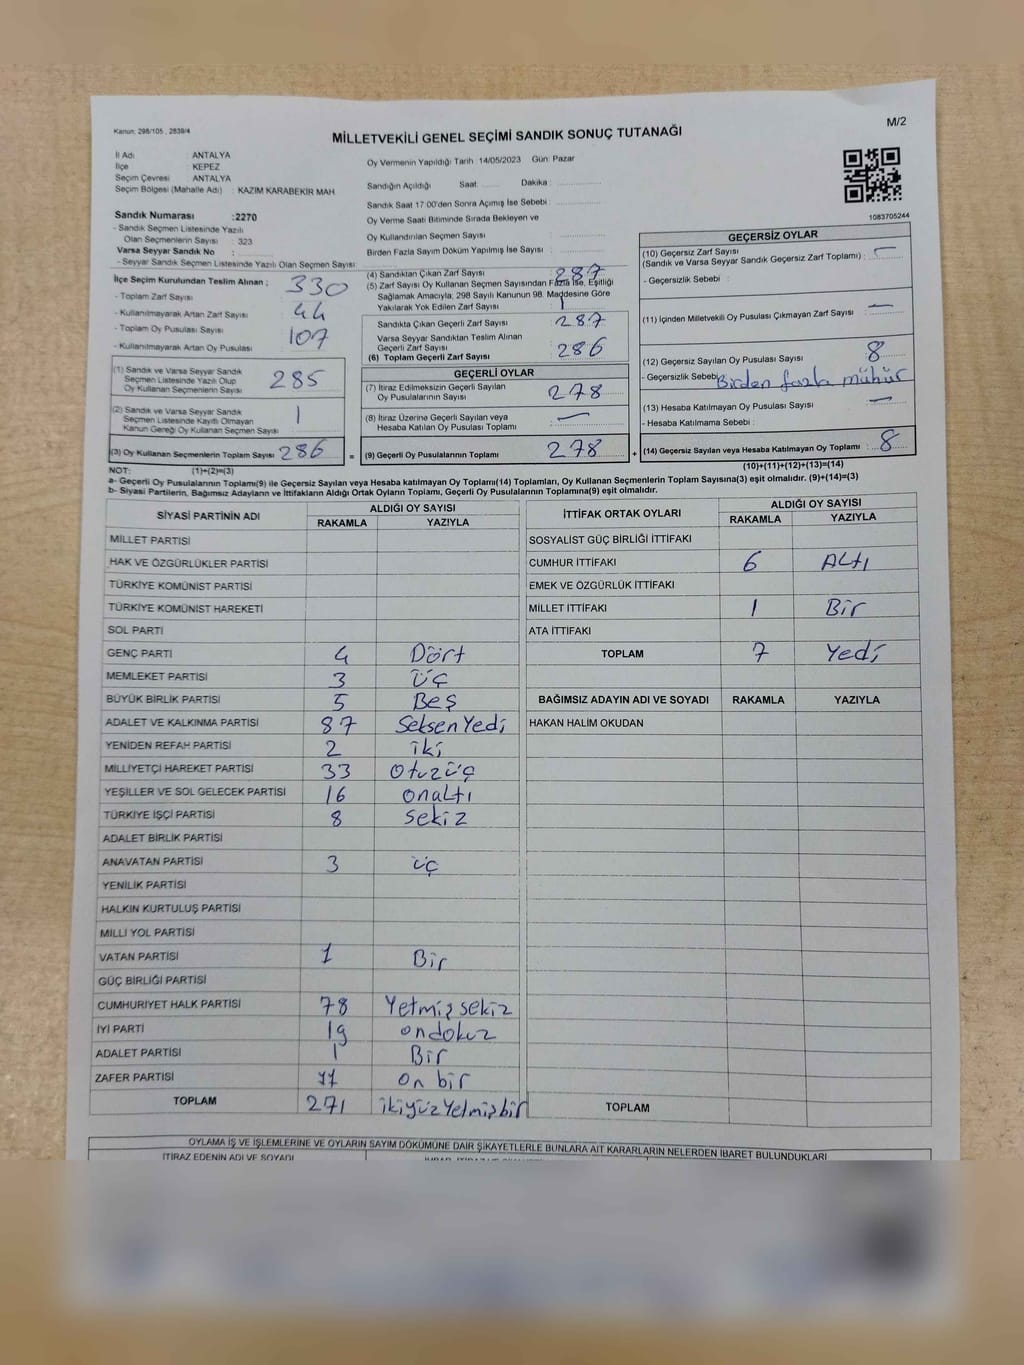 Kanun: 298/105 , 2839/4
M/2
MİLLETVEKİLİ GENEL SEÇİMİ SANDIK SONUÇ TUTANAĞI
İl Adı: ANTALYA
İlçe KEPEZ
Seçim Çevresi ANTALYA
Seçim Bölgesi (Mahalle Adı) : KAZIM KARABEKİR MAH.
Sandık Numarası :2270
- Sandık Seçmen Listesinde Yazılı
Olan Seçmenlerin Sayısı : 323
Varsa Seyyar Sandık No :
- Seyyar Sandık Seçmen Listesinde Yazılı Olan Seçmen Sayısı:
Oy Vermenin Yapıldığı Tarih 14/05/2023 Gün: Pazar
Sandığın Açıldığı Saat: Dakika :
Sandık Saat 17.00'den Sonra Açımış İse Sebebi :
Oy Verme Saati Bitiminde Sırada Bekleyen ve
Oy Kullandırılan Seçmen Sayısı :
Birden Fazla Sayım Döküm Yapılmış İse Sayısı :
1083705244
İlçe Seçim Kurulundan Teslim Alınan ; 330
- Toplam Zarf Sayısı :
- Kullanılmayarak Artan Zarf Sayısı : 44
- Toplam Oy Pusulası Sayısı :
- Kullanılmayarak Artan Oy Pusulası : 107
(1) Sandık ve Varsa Seyyar Sandık
Seçmen Listesinde Yazılı Olup
Oy Kullanan Seçmenlerin Sayısı : 285
(2) Sandık ve Varsa Seyyar Sandık
Seçmen Listesinde Kayıtlı Olmayan
Kanun Gereği Oy Kullanan Seçmen Sayısı : 1
(3) Oy Kullanan Seçmenlerin Toplam Sayısı : 286 =
(4) Sandıktan Çıkan Zarf Sayısı : 287
(5) Zarf Sayısı Oy Kullanan Seçmen Sayısından Fazla İse, Eşitliği
Sağlamak Amacıyla; 298 Sayılı Kanunun 98. Maddesine Göre
Yakılarak Yok Edilen Zarf Sayısı : 1
Sandıkta Çıkan Geçerli Zarf Sayısı : 287
Varsa Seyyar Sandıktan Teslim Alınan
Geçerli Zarf Sayısı :
(6) Toplam Geçerli Zarf Sayısı : 286
GEÇERLİ OYLAR
(7) İtiraz Edilmeksizin Geçerli Sayılan
Oy Pusulalarının Sayısı : 278
(8) İtiraz Üzerine Geçerli Sayılan veya
Hesaba Katılan Oy Pusulası Toplamı : —
(9) Geçerli Oy Pusulalarının Toplamı : 278 +
GEÇERSİZ OYLAR
(10) Geçersiz Zarf Sayısı
(Sandık ve Varsa Seyyar Sandık Geçersiz Zarf Toplamı) : —
- Geçersizlik Sebebi :
(11) İçinden Milletvekili Oy Pusulası Çıkmayan Zarf Sayısı : —
(12) Geçersiz Sayılan Oy Pusulası Sayısı : 8
- Geçersizlik Sebebi: Birden fazla mühür
(13) Hesaba Katılmayan Oy Pusulası Sayısı : —
- Hesaba Katılmama Sebebi :
(14) Geçersiz Sayılan veya Hesaba Katılmayan Oy Toplamı : 8
(10)+(11)+(12)+(13)=(14)
NOT: (1)+(2)=(3)
a- Geçerli Oy Pusulalarının Toplamı(9) ile Geçersiz Sayılan veya Hesaba katılmayan Oy Toplamı(14) Toplamları, Oy Kullanan Seçmenlerin Toplam Sayısına(3) eşit olmalıdır. (9)+(14)=(3)
b- Siyasi Partilerin, Bağımsız Adayların ve İttifakların Aldığı Ortak Oyların Toplamı, Geçerli Oy Pusulalarının Toplamına(9) eşit olmalıdır.
SİYASİ PARTİNİN ADI ALDIĞI OY SAYISI
RAKAMLA YAZIYLA
MİLLET PARTİSİ
HAK VE ÖZGÜRLÜKLER PARTİSİ
TÜRKİYE KOMÜNİST PARTİSİ
TÜRKİYE KOMÜNİST HAREKETİ
SOL PARTİ
GENÇ PARTİ 4 Dört
MEMLEKET PARTİSİ 3 üç
BÜYÜK BİRLİK PARTİSİ 5 Beş
ADALET VE KALKINMA PARTİSİ 87 Seksen Yedi
YENİDEN REFAH PARTİSİ 2 iki
MİLLİYETÇİ HAREKET PARTİSİ 33 Otuzüç
YEŞİLLER VE SOL GELECEK PARTİSİ 16 onaltı
TÜRKİYE İŞÇİ PARTİSİ 8 sekiz
ADALET BİRLİK PARTİSİ
ANAVATAN PARTİSİ 3 üç
YENİLİK PARTİSİ
HALKIN KURTULUŞ PARTİSİ
MİLLİ YOL PARTİSİ
VATAN PARTİSİ 1 Bir
GÜÇ BİRLİĞİ PARTİSİ
CUMHURİYET HALK PARTİSİ 78 Yetmiş sekiz
İYİ PARTİ 19 ondokuz
ADALET PARTİSİ 1 Bir
ZAFER PARTİSİ 11 on bir
TOPLAM 271 ikiyüz Yetmişbir
İTTİFAK ORTAK OYLARI ALDIĞI OY SAYISI
RAKAMLA YAZIYLA
SOSYALİST GÜÇ BİRLİĞİ İTTİFAKI
CUMHUR İTTİFAKI 6 Altı
EMEK VE ÖZGÜRLÜK İTTİFAKI
MİLLET İTTİFAKI 1 Bir
ATA İTTİFAKI
TOPLAM 7 Yedi
BAĞIMSIZ ADAYIN ADI VE SOYADI RAKAMLA YAZIYLA
HAKAN HALİM OKUDAN
TOPLAM
OYLAMA İŞ VE İŞLEMLERİNE VE OYLARIN SAYIM DÖKÜMÜNE DAİR ŞİKAYETLERLE BUNLARA AİT KARARLARIN NELERDEN İBARET BULUNDUKLARI
İTİRAZ EDENİN ADI VE SOYADI